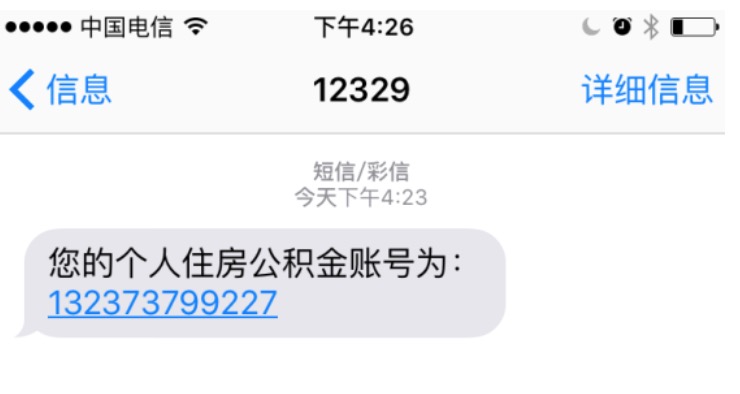 中国电信 下午4:26
信息 12329 详细信息
短信/彩信
今天下午4:23
您的个人住房公积金账号为：
132373799227